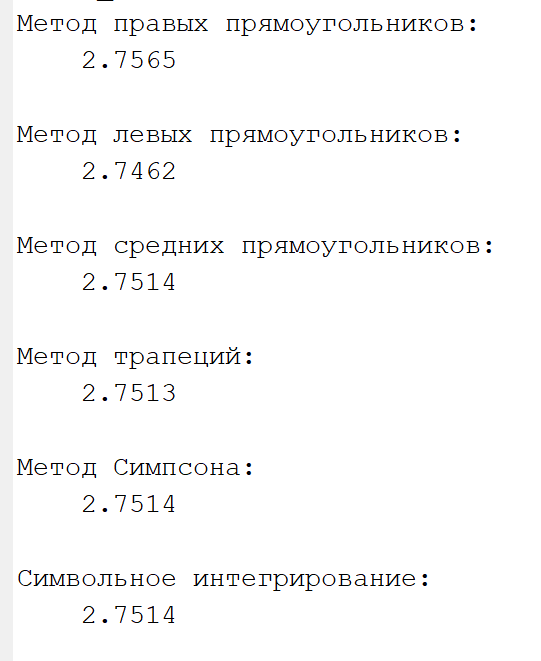 Метод правых прямоугольников:
2.7565
Метод левых прямоугольников:
2.7462
Метод средних прямоугольников:
2.7514
Метод трапеций:
2.7513
Метод Симпсона:
2.7514
Символьное интегрирование:
2.7514